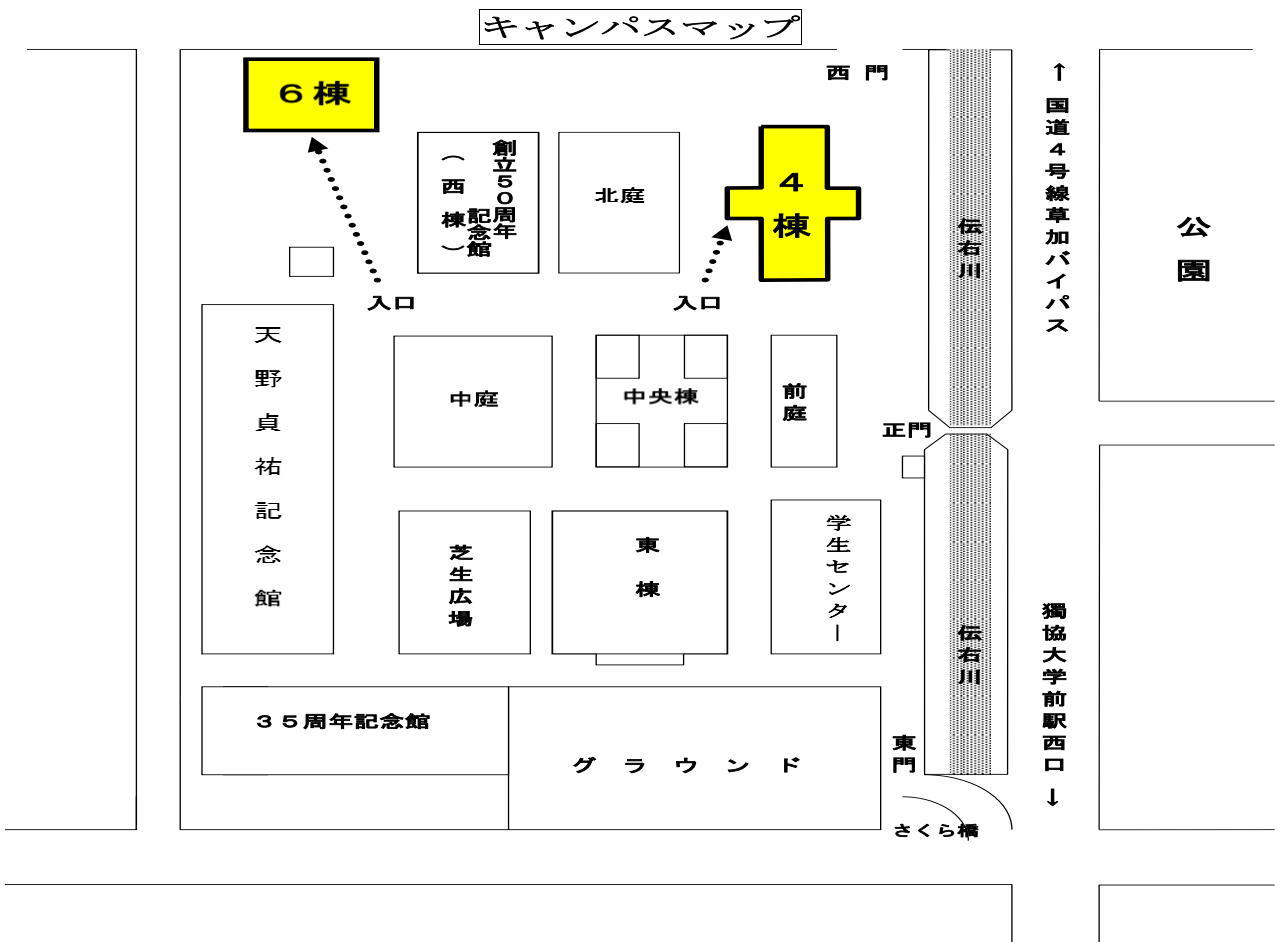 キャンパスマップ
６棟
西門
↑国道４号線草加バイパス
創立５０周年
記念館
（西棟）
北庭
４棟
伝右川
公園
入口
入口
天野貞祐記念館
中庭
中央棟
前庭
正門
芝生広場
東棟
学生センター
伝右川
獨協大学前駅西口↓
３５周年記念館
グラウンド
東門
さくら橋